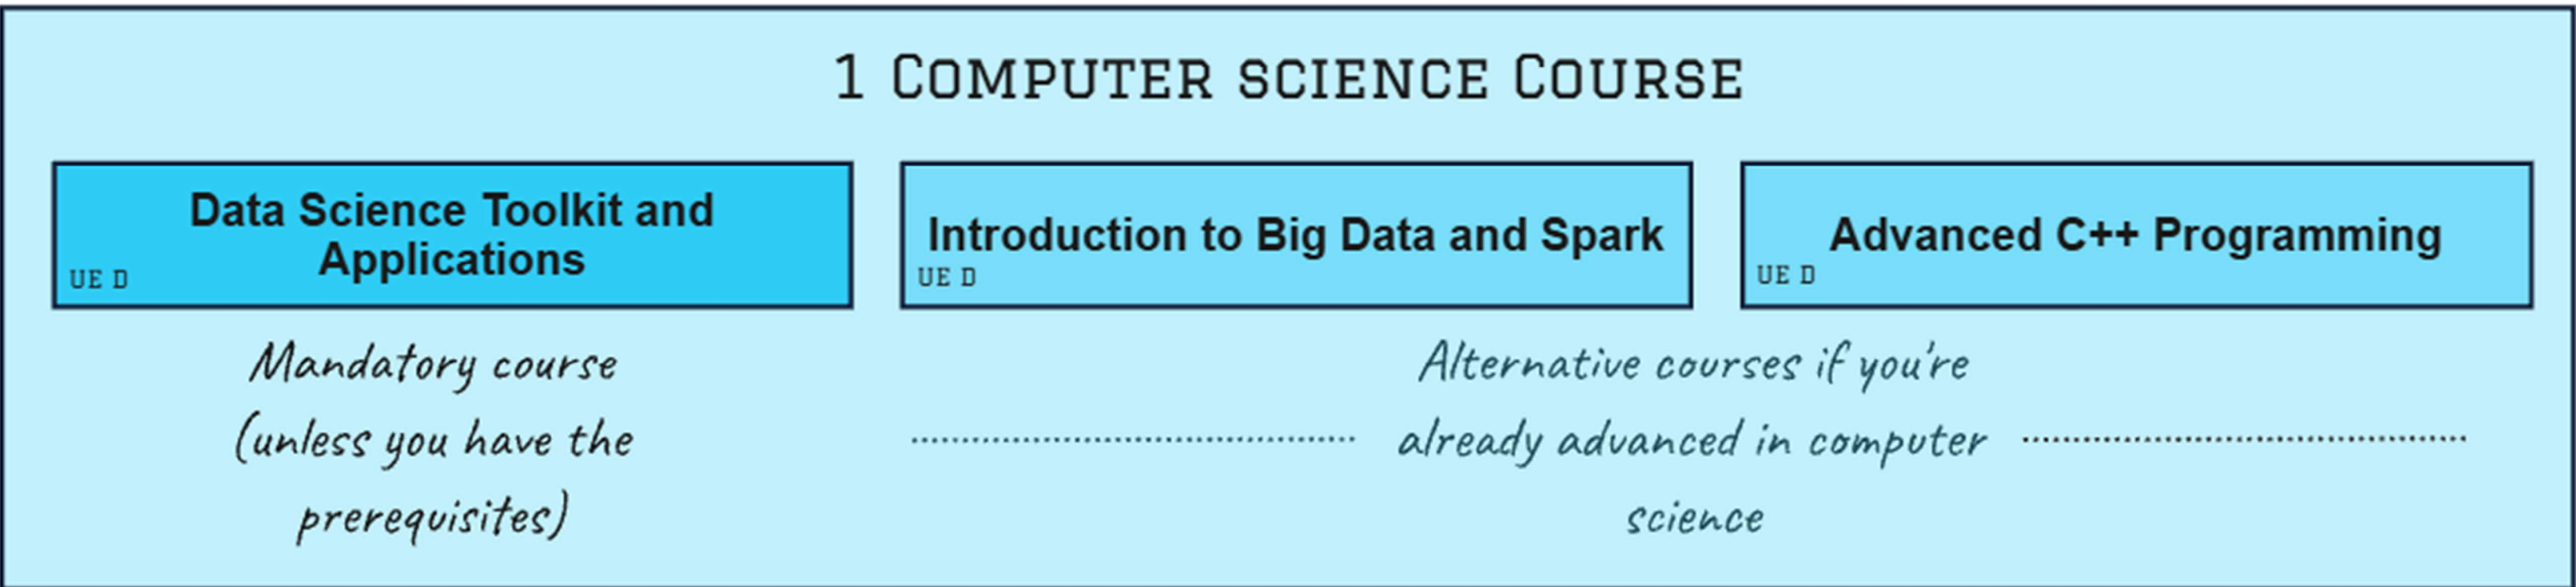 1 Computer science Course
Data Science Toolkit and
Applications
UE D
Introduction to Big Data and Spark
UE D
Advanced C++ Programming
UE D
Mandatory course
(unless you have the
prerequisites)
Alternative courses if you're
already advanced in computer
science